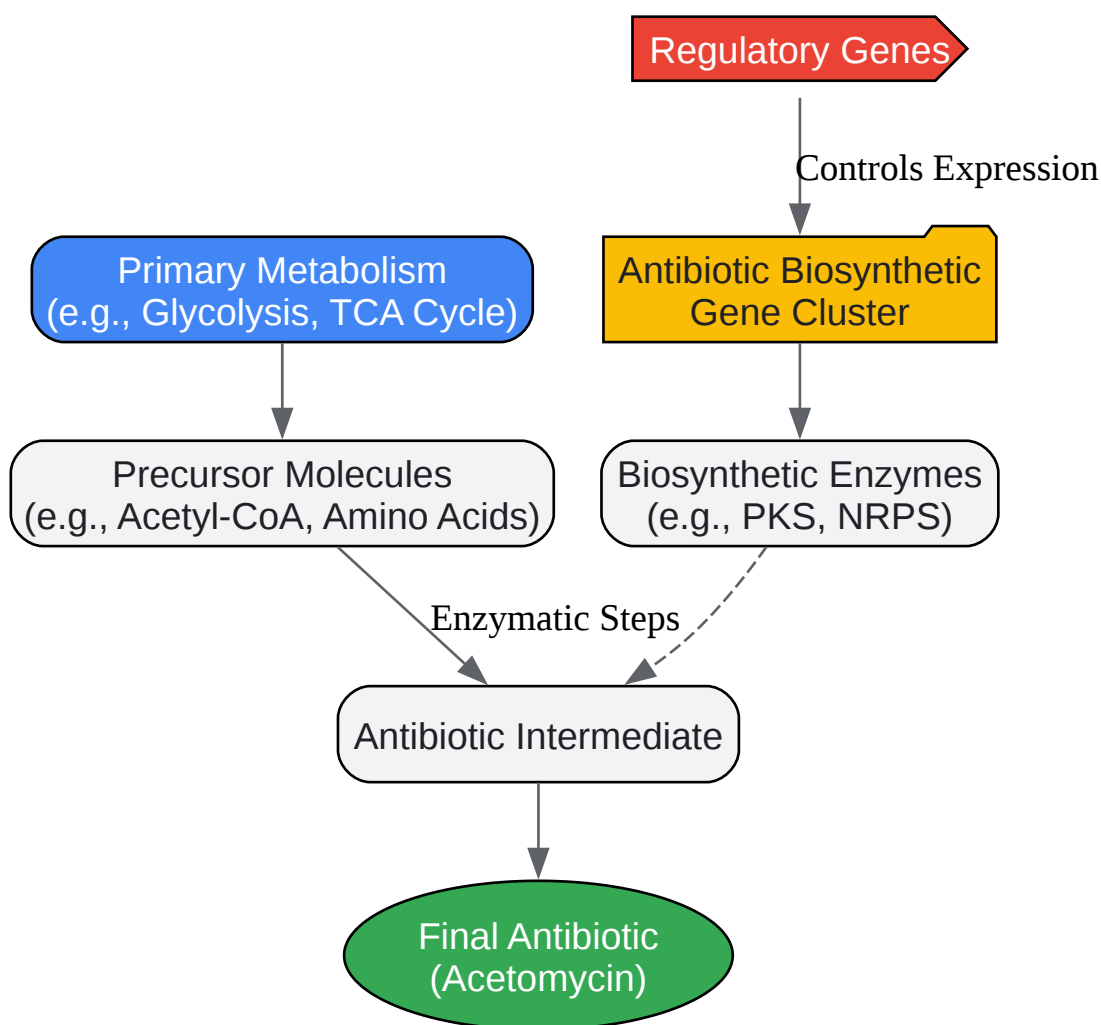 Regulatory Genes
Controls Expression
Primary Metabolism
(e.g., Glycolysis, TCA Cycle)
Antibiotic Biosynthetic
Gene Cluster
Precursor Molecules
(e.g., Acetyl-CoA, Amino Acids)
Biosynthetic Enzymes
(e.g., PKS, NRPS)
Enzymatic Steps
Antibiotic Intermediate
Final Antibiotic
(Acetomycin)